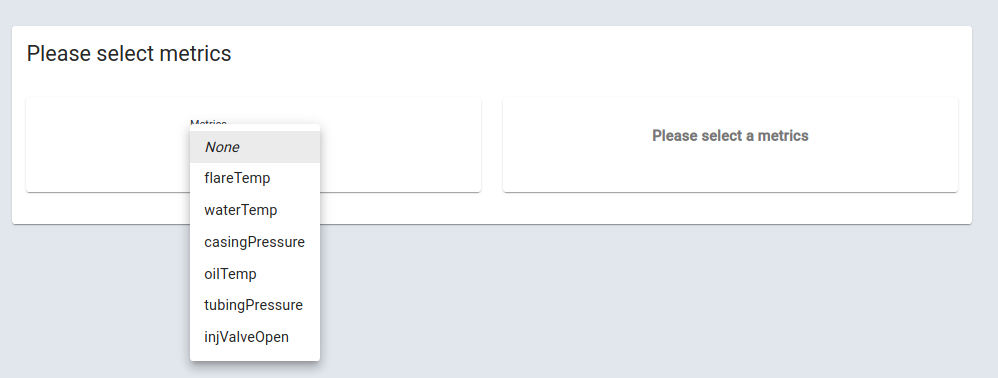 Please select metrics
Metrics
None
flareTemp
waterTemp
casingPressure
oilTemp
tubingPressure
injValveOpen
Please select a metrics